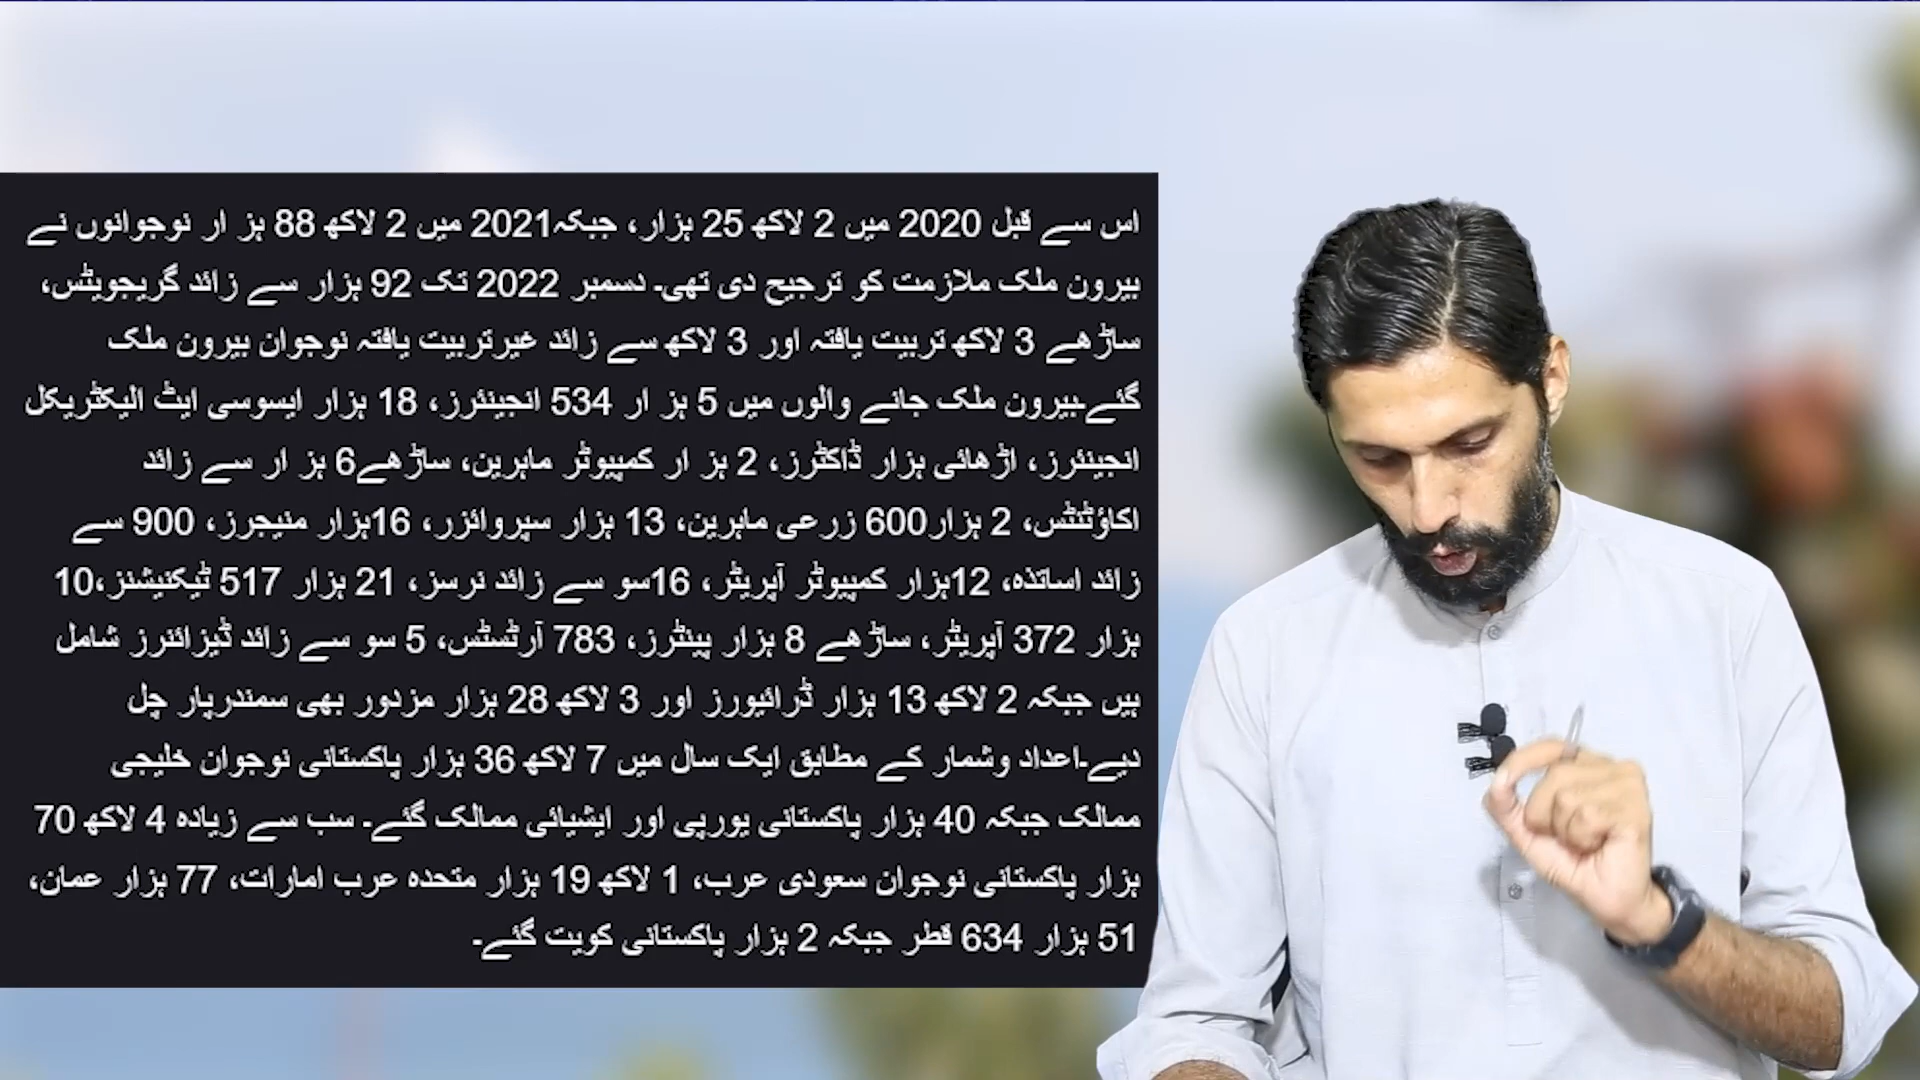 اس سے قبل 2020 میں 2 لاکھ 25 ہزار، جبکہ2021 میں 2 لاکھ 88 ہز ار نوجوانوں نے
بیرون ملک ملازمت کو ترجیح دی تھی۔ دسمبر 2022 تک 92 ہزار سے زائد گریجویٹس،
ساڑھے 3 لاکھ تربیت یافتہ اور 3 لاکھ سے زائد غیرتربیت یافتہ نوجوان بیرون ملک
گئے۔بیرون ملک جانے والوں میں 5 ہز ار 534 انجینئرز، 18 ہزار ایسوسی ایٹ الیکٹریکل
انجینئرز، اڑھائی ہزار ڈاکٹرز، 2 ہز ار کمپیوٹر ماہرین، ساڑھے6 ہز ار سے زائد
اکاؤنٹنٹس، 2 ہزار600 زرعی ماہرین، 13 ہزار سپروائزر، 16ہزار منیجرز، 900 سے
زائد اساتذہ، 12ہزار کمپیوٹر آپریٹر، 16سو سے زائد نرسز، 21 ہزار 517 ٹیکنیشنز،10
ہزار 372 آپریٹر، ساڑھے 8 ہزار پینٹرز، 783 آرٹسٹس، 5 سو سے زائد ڈیزائنرز شامل
ہیں جبکہ 2 لاکھ 13 ہزار ڈرائیورز اور 3 لاکھ 28 ہزار مزدور بھی سمندرپار چل
دیے۔اعداد وشمار کے مطابق ایک سال میں 7 لاکھ 36 ہزار پاکستانی نوجوان خلیجی
ممالک جبکہ 40 ہزار پاکستانی یورپی اور ایشیائی ممالک گئے۔ سب سے زیادہ 4 لاکھ 70
ہزار پاکستانی نوجوان سعودی عرب، 1 لاکھ 19 ہزار متحدہ عرب امارات، 77 ہزار عمان،
51 ہزار 634 قطر جبکہ 2 ہزار پاکستانی کویت گئے۔